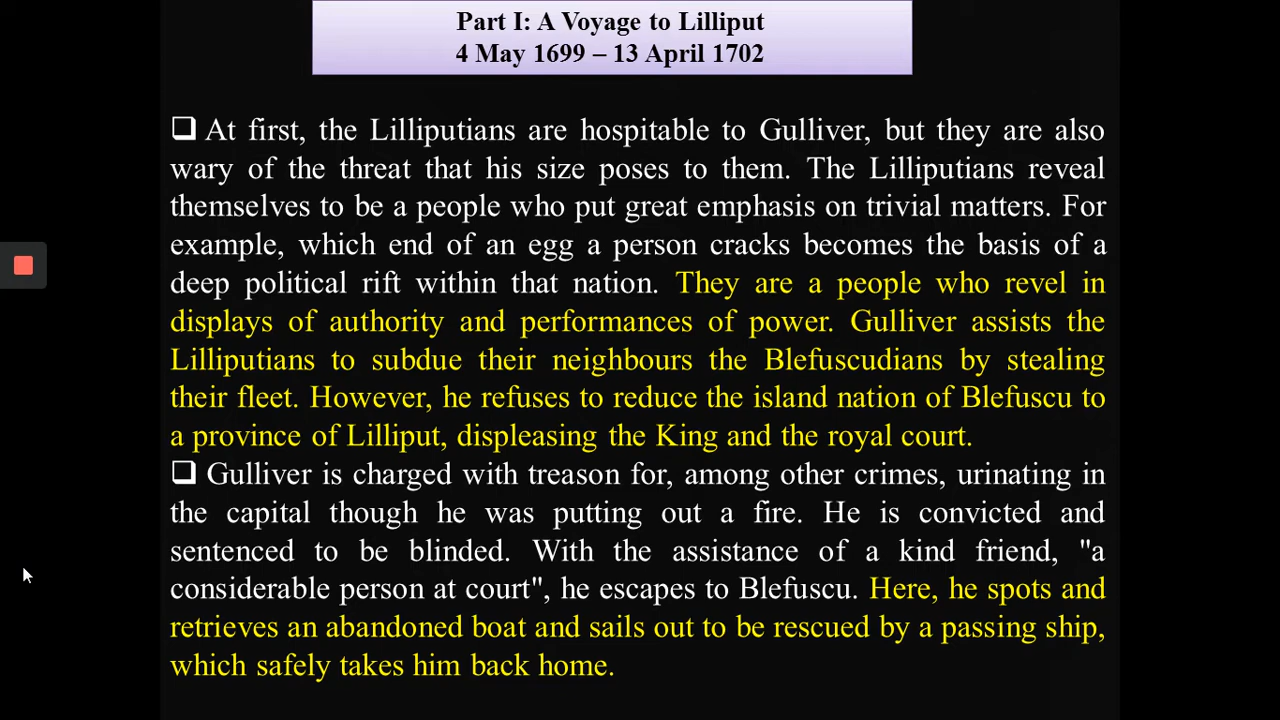 Part I: A Voyage to Lilliput
4 May 1699 – 13 April 1702
❑ At first, the Lilliputians are hospitable to Gulliver, but they are also
wary of the threat that his size poses to them. The Lilliputians reveal
themselves to be a people who put great emphasis on trivial matters. For
example, which end of an egg a person cracks becomes the basis of a
deep political rift within that nation. They are a people who revel in
displays of authority and performances of power. Gulliver assists the
Lilliputians to subdue their neighbours the Blefuscudians by stealing
their fleet. However, he refuses to reduce the island nation of Blefuscu to
a province of Lilliput, displeasing the King and the royal court.
❑ Gulliver is charged with treason for, among other crimes, urinating in
the capital though he was putting out a fire. He is convicted and
sentenced to be blinded. With the assistance of a kind friend, "a
considerable person at court", he escapes to Blefuscu. Here, he spots and
retrieves an abandoned boat and sails out to be rescued by a passing ship,
which safely takes him back home.